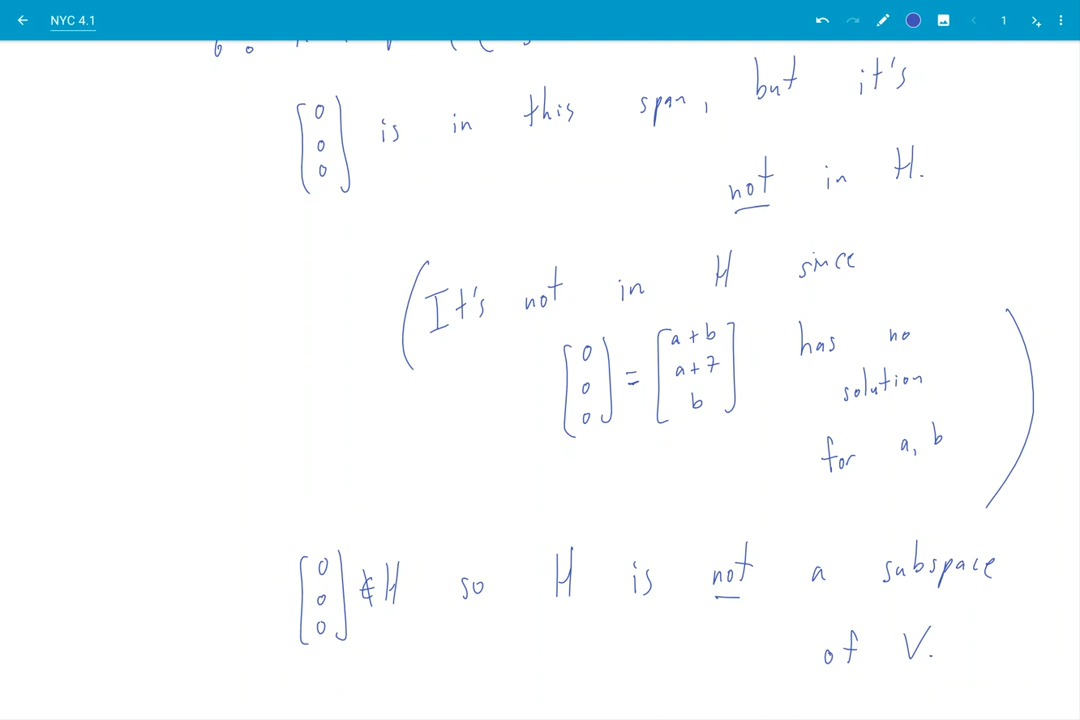 NYC 4.1
1
[0 0 0] is in this span, but it's
not in H.
(It's not in H since
[0 0 0] = [a+b a+7 b] has no
solution
for a, b)
[0 0 0] ∉ H so H is not a subspace
of V.